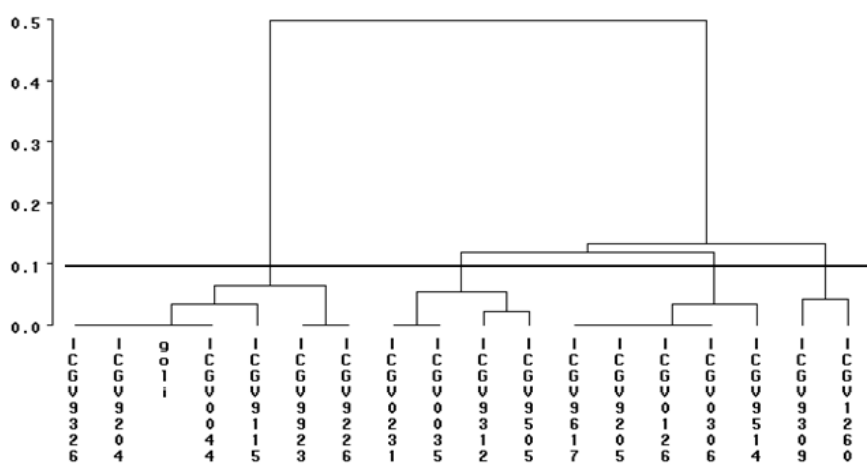 0.5
0.4
0.3
0.2
0.1
0.0
ICGV9326
ICGV9204
goli
ICGV0044
ICGV9115
ICGV9923
ICGV9226
ICGV0231
ICGV0035
ICGV9312
ICGV9505
ICGV9617
ICGV9205
ICGV0126
ICGV0306
ICGV9514
ICGV9309
ICGV1260